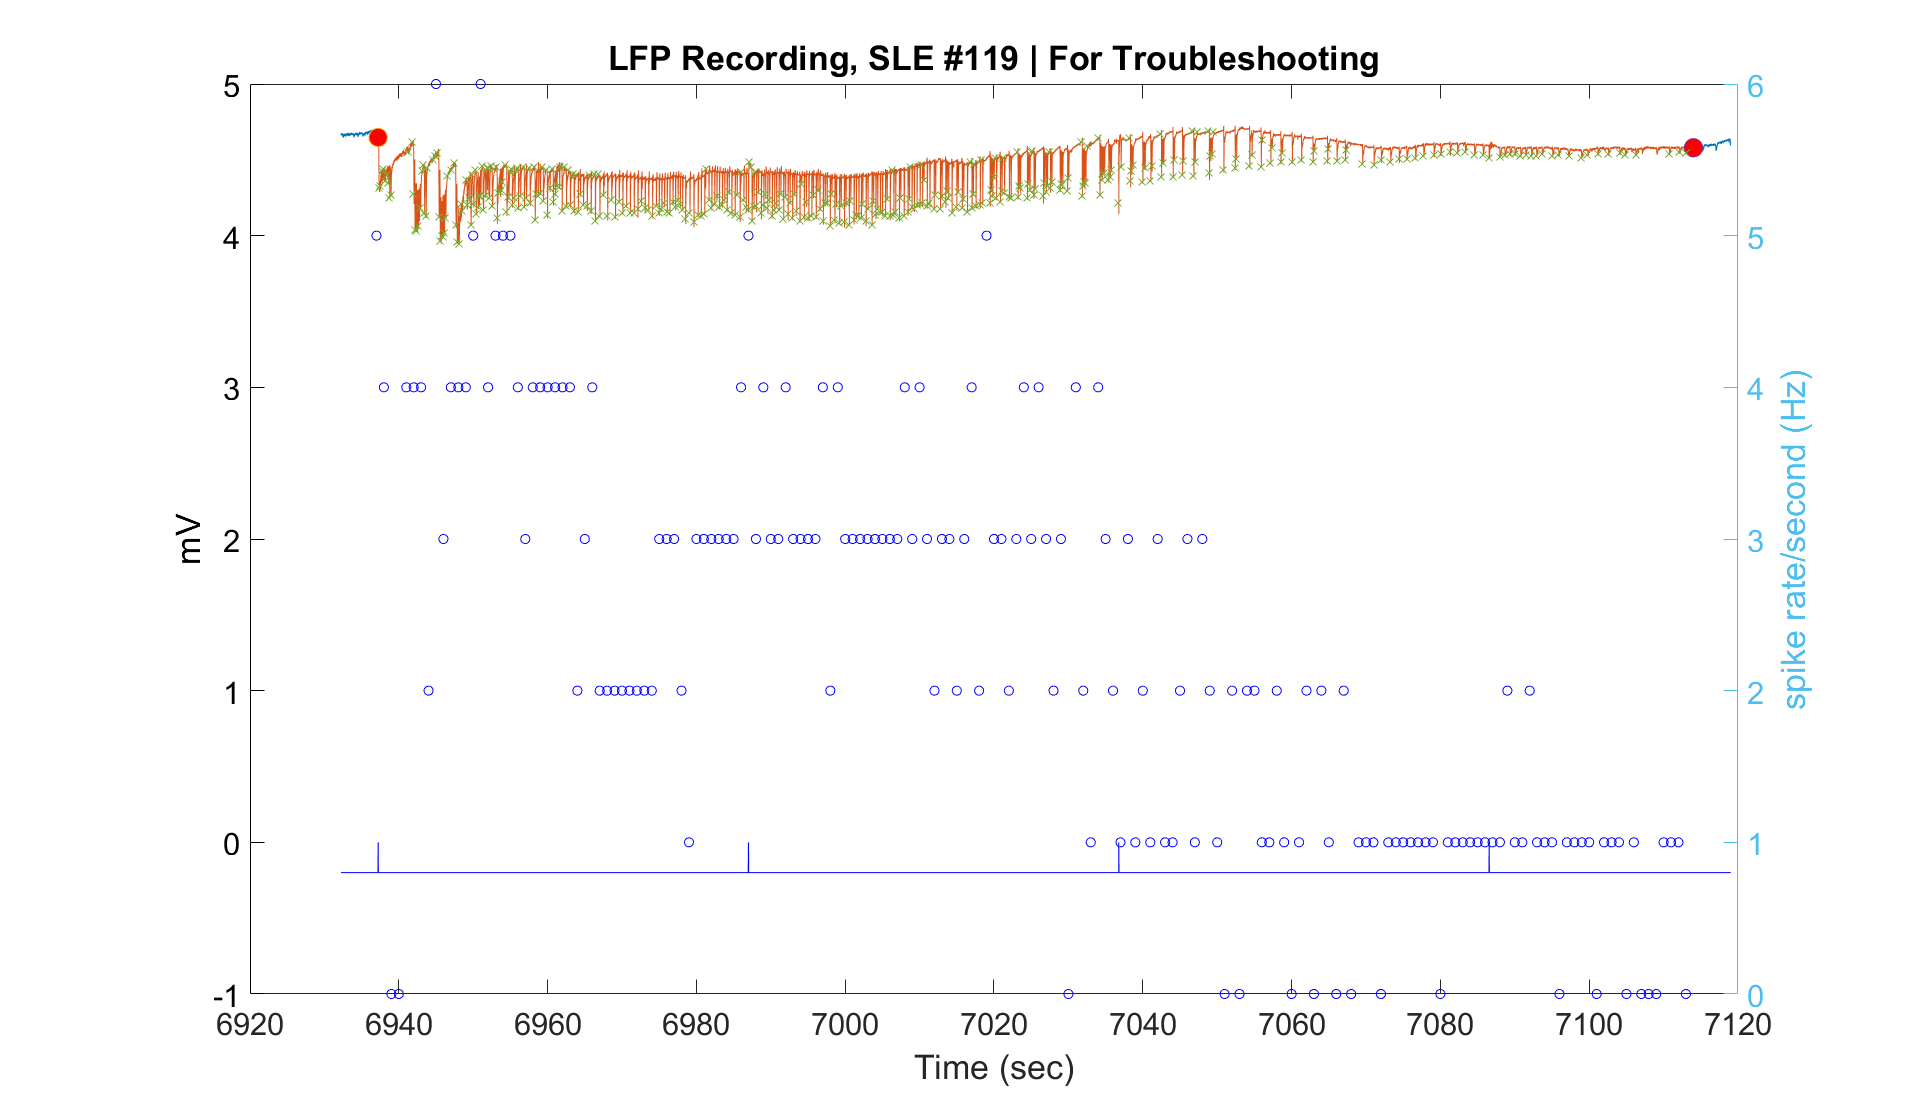 LFP Recording, SLE #119 | For Troubleshooting
5
4
3
2
1
0
-1
mV
6
5
4
3
2
1
0
spike rate/second (Hz)
6920 6940 6960 6980 7000 7020 7040 7060 7080 7100 7120
Time (sec)